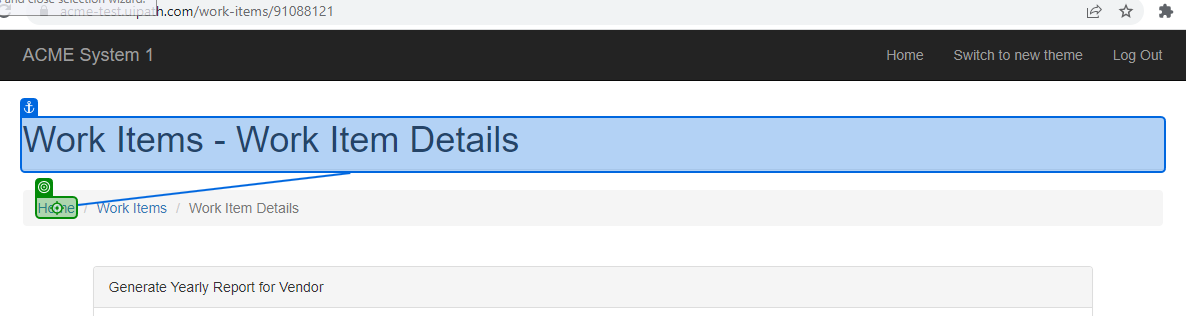 and close selection wizard.
acme-test.uipath.com/work-items/91088121
ACME System 1 Home Switch to new theme Log Out
Work Items - Work Item Details
Home / Work Items / Work Item Details
Generate Yearly Report for Vendor